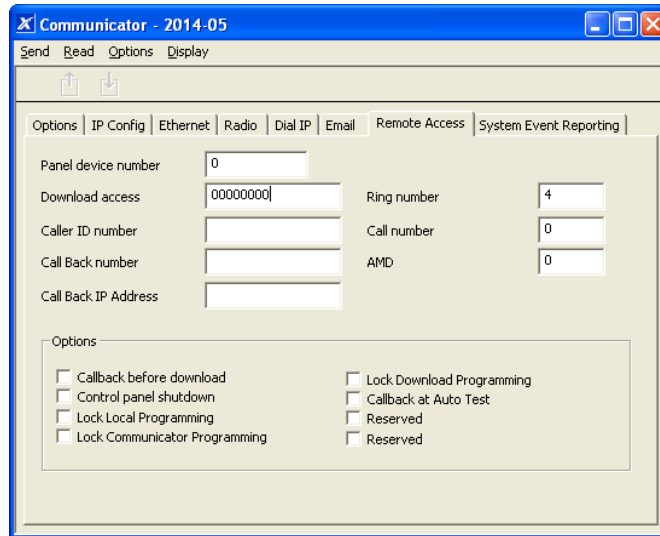 Communicator - 2014-05
Send Read Options Display
Options IP Config Ethernet Radio Dial IP Email Remote Access System Event Reporting
Panel device number 0
Download access 00000000 Ring number 4
Caller ID number Call number 0
Call Back number AMD 0
Call Back IP Address
Options
Callback before download Lock Download Programming
Control panel shutdown Callback at Auto Test
Lock Local Programming Reserved
Lock Communicator Programming Reserved